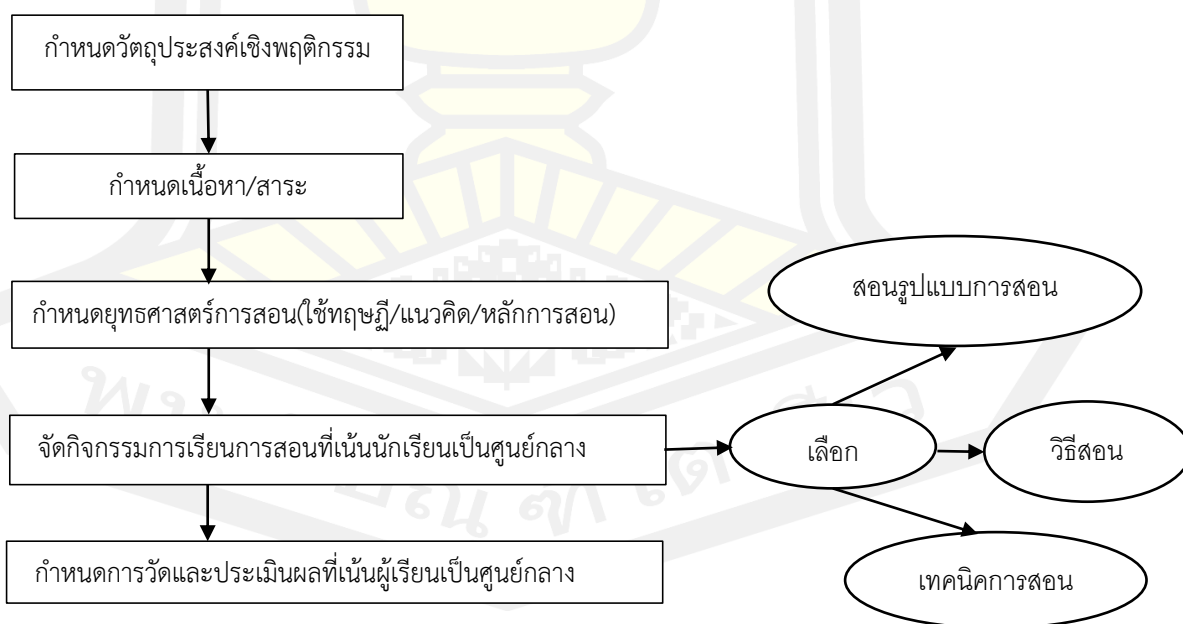 กำหนดวัตถุประสงค์เชิงพฤติกรรม
กำหนดเนื้อหา/สาระ
กำหนดยุทธศาสตร์การสอน(ใช้ทฤษฎี/แนวคิด/หลักการสอน)
จัดกิจกรรมการเรียนการสอนที่เน้นนักเรียนเป็นศูนย์กลาง
กำหนดการวัดและประเมินผลที่เน้นผู้เรียนเป็นศูนย์กลาง
สอนรูปแบบการสอน
เลือก
วิธีสอน
เทคนิคการสอน